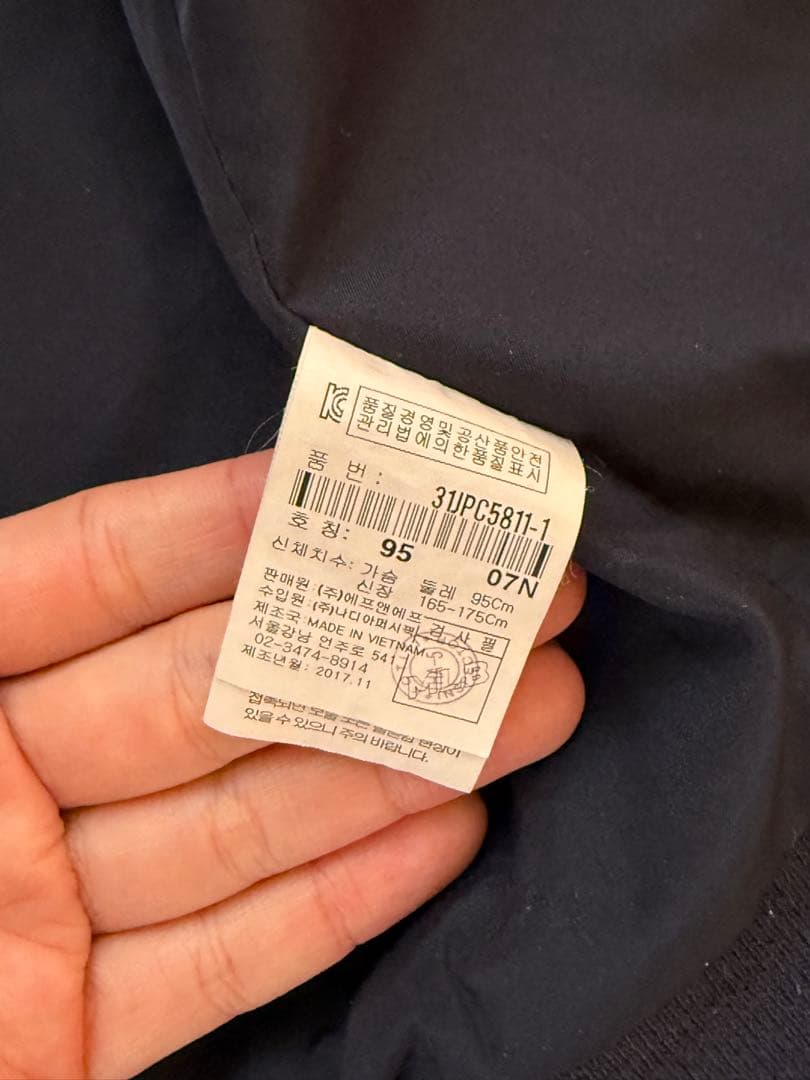 품질경영및공산품안전
관리법에의한품질표시
품 번: 31JPC5811-1
호 칭: 95 07N
신체치수: 가슴 둘레 95Cm
신장 165-175Cm
판매원: (주)에프앤에프
수입원: (주)나디아퍼시픽
제조국: MADE IN VIETNAM
서울강남 언주로 541
02-3474-8914
제조년월: 2017.11
검 사 필
있을 수 있으니 주의 바랍니다.